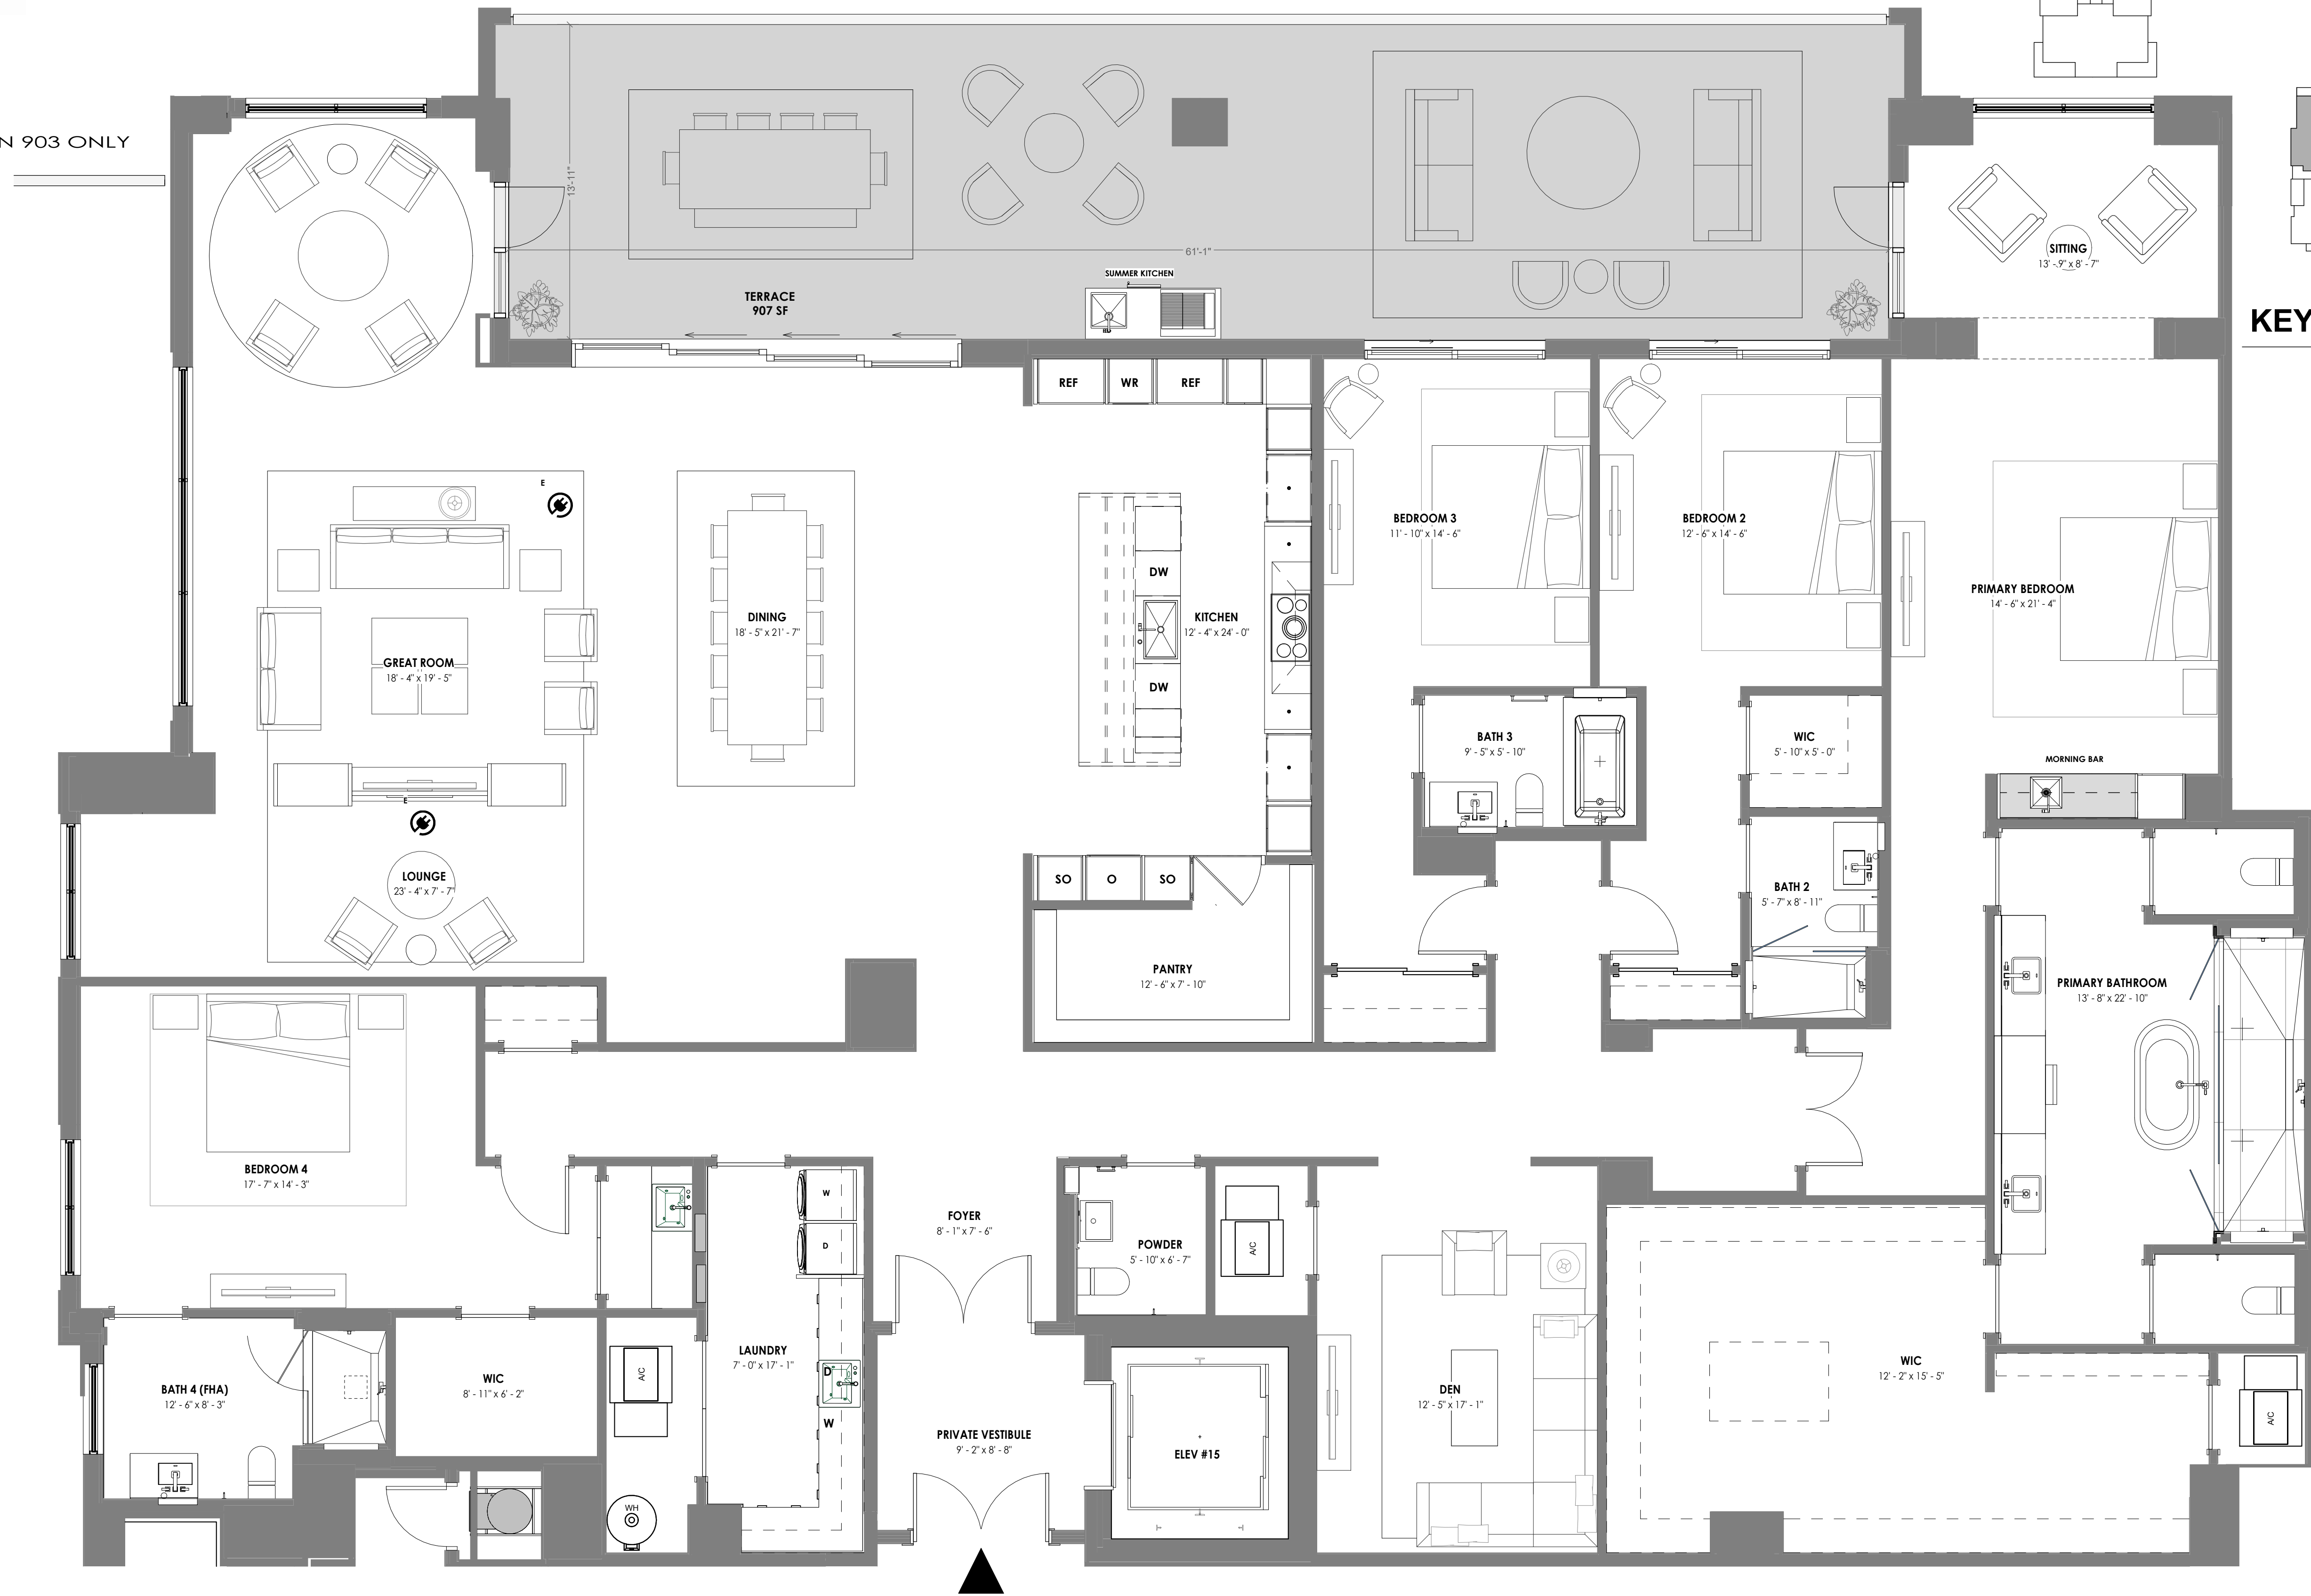 N 903 ONLY
13'-11"
61'-1"
SUMMER KITCHEN
TERRACE
907 SF
SITTING
13' - 9" x 8' - 7"
KEY
REF
WR
REF
E
BEDROOM 3
11' - 10" x 14' - 6"
BEDROOM 2
12' - 6" x 14' - 6"
DW
PRIMARY BEDROOM
14' - 6" x 21' - 4"
DINING
18' - 5" x 21' - 7"
KITCHEN
12' - 4" x 24' - 0"
GREAT ROOM
18' - 4" x 19' - 5"
DW
BATH 3
9' - 5" x 5' - 10"
WIC
5' - 10" x 5' - 0"
MORNING BAR
E
LOUNGE
23' - 4" x 7' - 7"
SO
O
SO
BATH 2
5' - 7" x 8' - 11"
PANTRY
12' - 6" x 7' - 10"
PRIMARY BATHROOM
13' - 8" x 22' - 10"
BEDROOM 4
17' - 7" x 14' - 3"
W
D
FOYER
8' - 1" x 7' - 6"
POWDER
5' - 10" x 6' - 7"
A/C
LAUNDRY
7' - 0" x 17' - 1"
A/C
D
W
WIC
8' - 11" x 6' - 2"
BATH 4 (FHA)
12' - 6" x 8' - 3"
WIC
12' - 2" x 15' - 5"
DEN
12' - 5" x 17' - 1"
A/C
PRIVATE VESTIBULE
9' - 2" x 8' - 8"
ELEV #15
WH